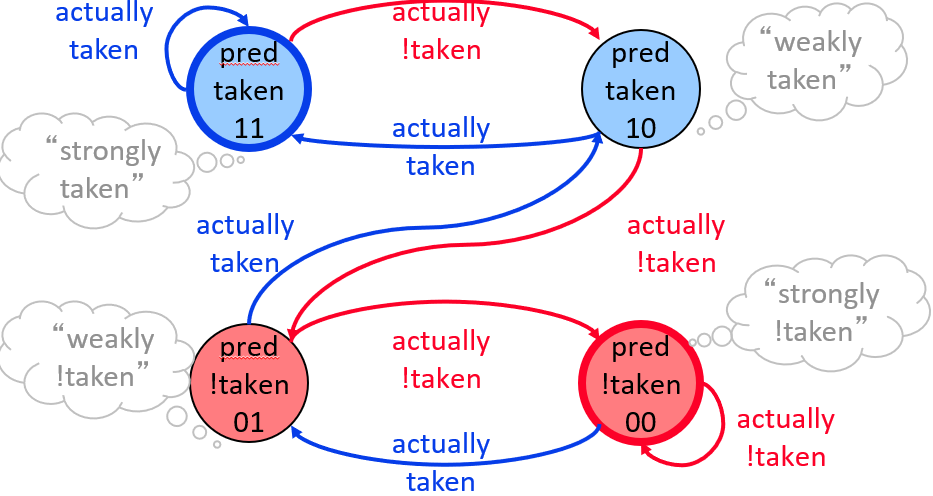 actually
taken
pred
taken
11
actually
!taken
pred
taken
10
“weakly
taken”
“strongly
taken”
actually
taken
actually
taken
actually
!taken
“strongly
!taken”
“weakly
!taken”
pred
!taken
01
actually
!taken
pred
!taken
00
actually
!taken
actually
taken